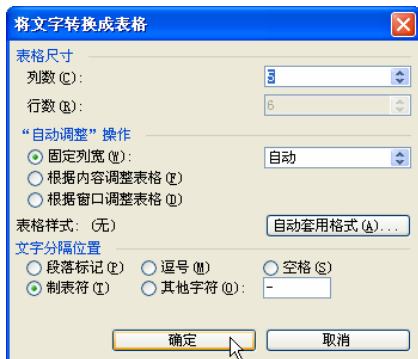 将文字转换成表格
表格尺寸
列数(C): 5
行数(R): 6
“自动调整”操作
固定列宽(W): 自动
根据内容调整表格(F)
根据窗口调整表格(D)
表格样式: (无) 自动套用格式(A)...
文字分隔位置
段落标记(P) 逗号(M) 空格(S)
制表符(T) 其他字符(O): -
确定 取消